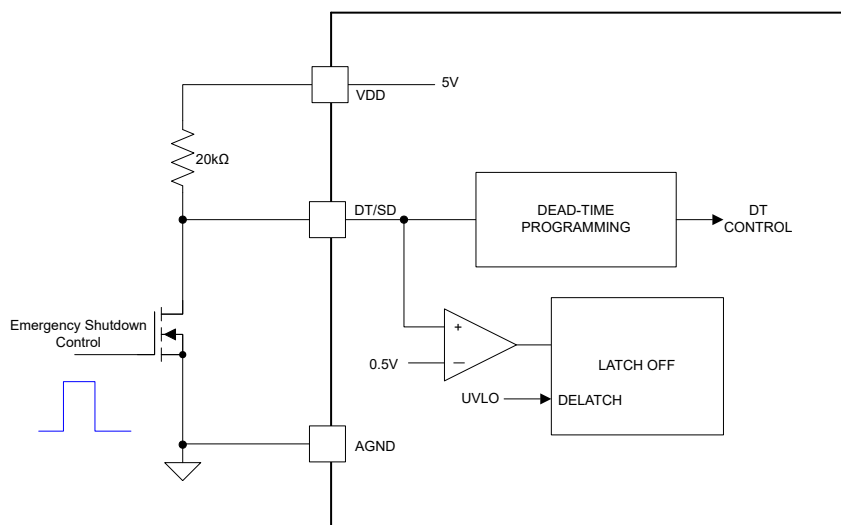 VDD
5V
20kΩ
DT/SD
DEAD-TIME
PROGRAMMING
DT
CONTROL
Emergency Shutdown
Control
+
0.5V
−
LATCH OFF
UVLO
DELATCH
AGND